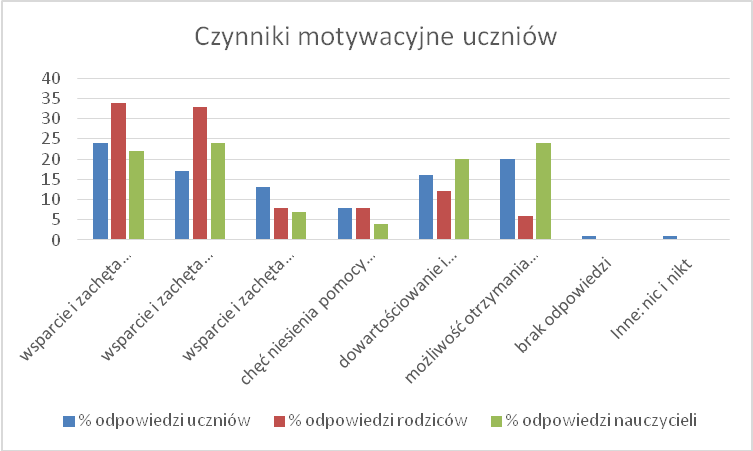 Czynniki motywacyjne uczniów
40
35
30
25
20
15
10
5
0
wsparcie i zachęta...
wsparcie i zachęta...
wsparcie i zachęta...
chęć niesienia pomocy...
dowartościowanie i...
możliwość otrzymania...
brak odpowiedzi
Inne: nic i nikt
% odpowiedzi uczniów % odpowiedzi rodziców % odpowiedzi nauczycieli